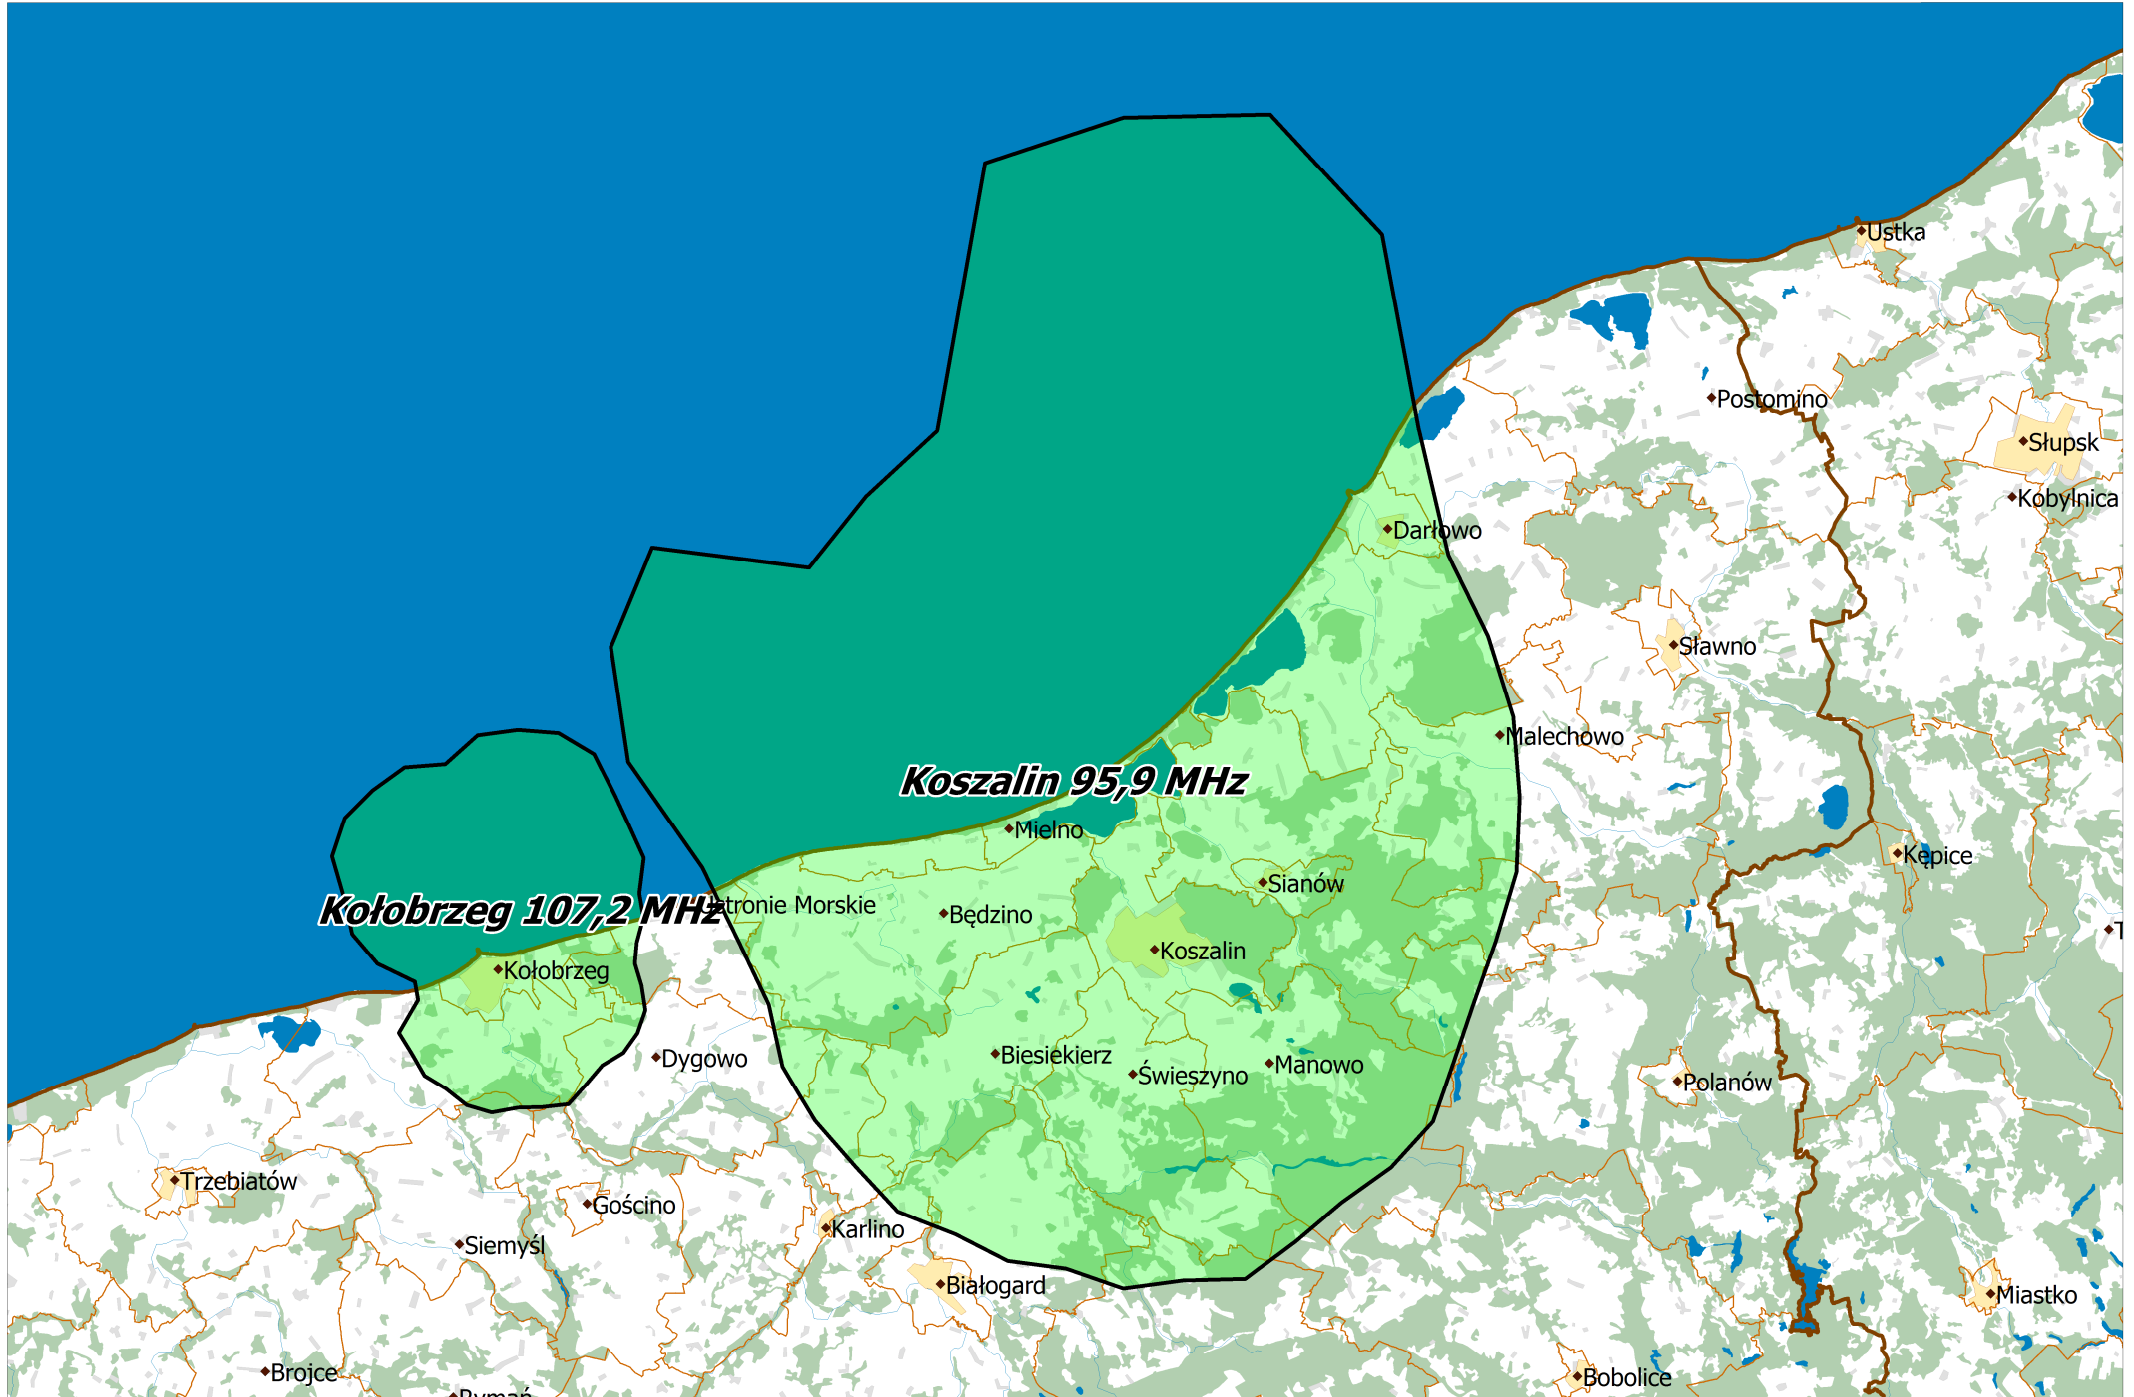 Ustka
Postomino
Słupsk
Kobylnica
Darłowo
Sławno
Malechowo
Koszalin 95,9 MHz
Mielno
Kępice
Sianów
Kołobrzeg 107,2 MHz
Ustronie Morskie
Będzino
Koszalin
Kołobrzeg
Dygowo
Biesiekierz
Świeszyno
Manowo
Polanów
Trzebiatów
Gościno
Karlino
Siemyśl
Białogard
Miastko
Brojce
Bobolice